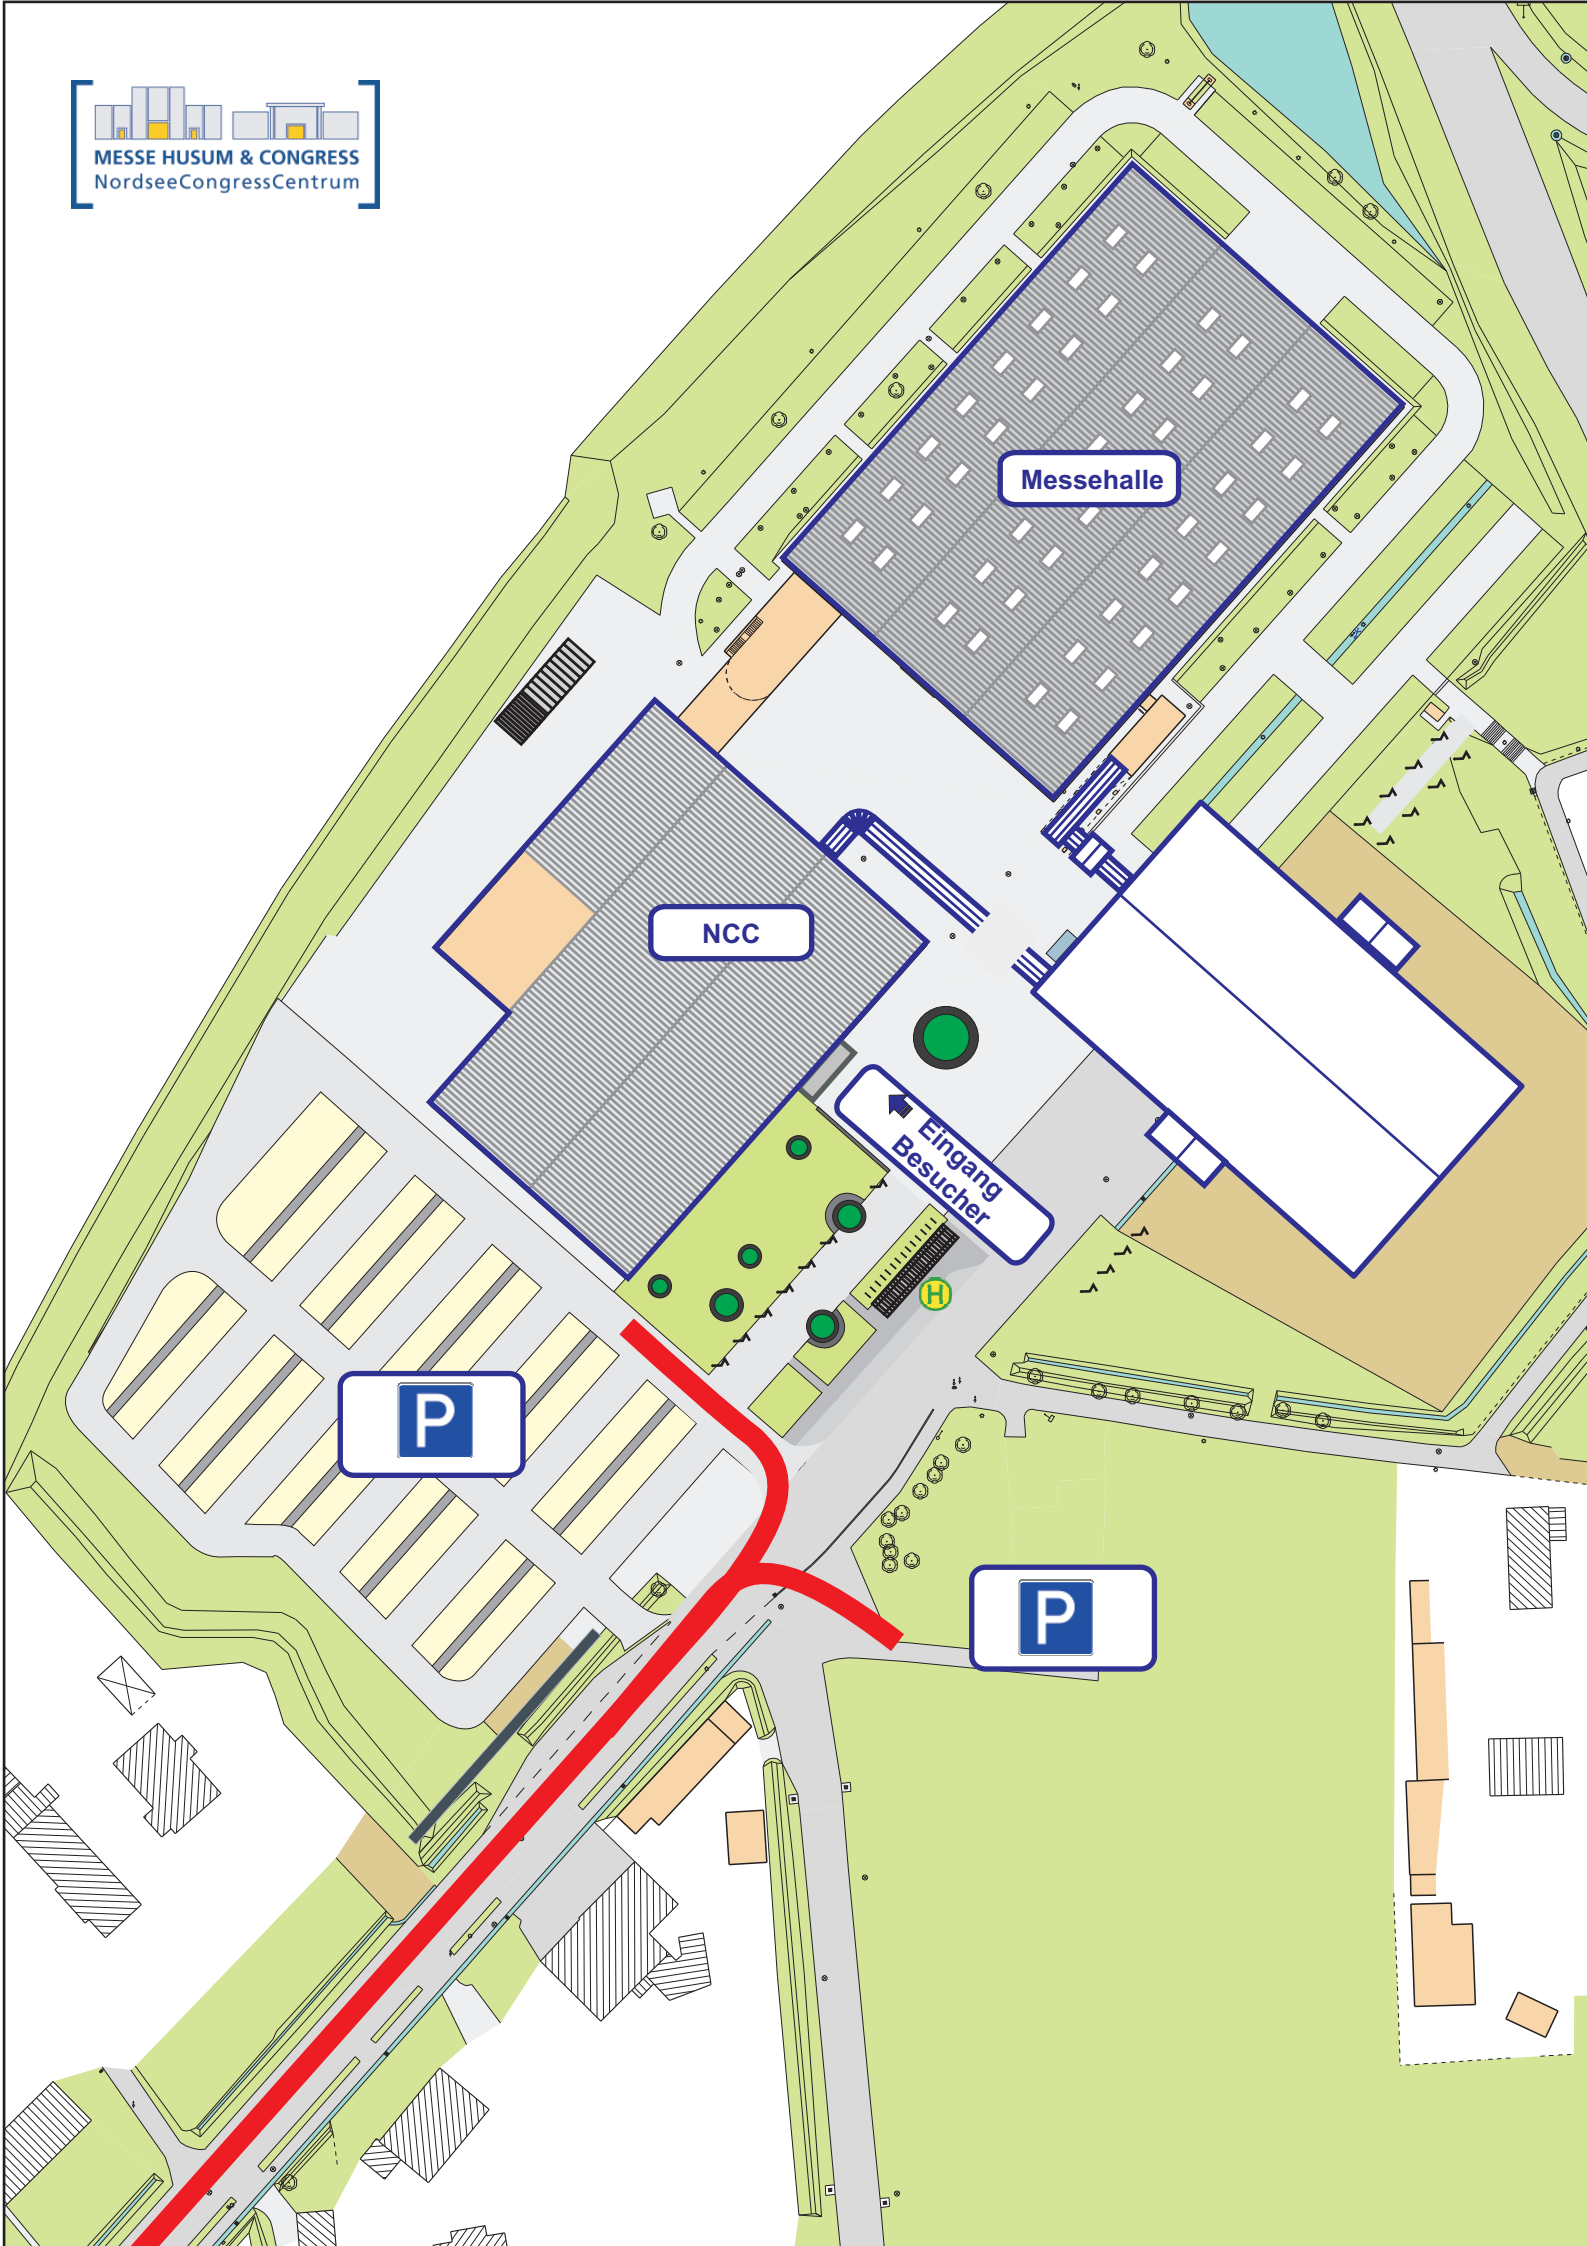 MESSE HUSUM & CONGRESS
NordseeCongressCentrum
Messehalle
NCC
Eingang
Besucher
H
P
P